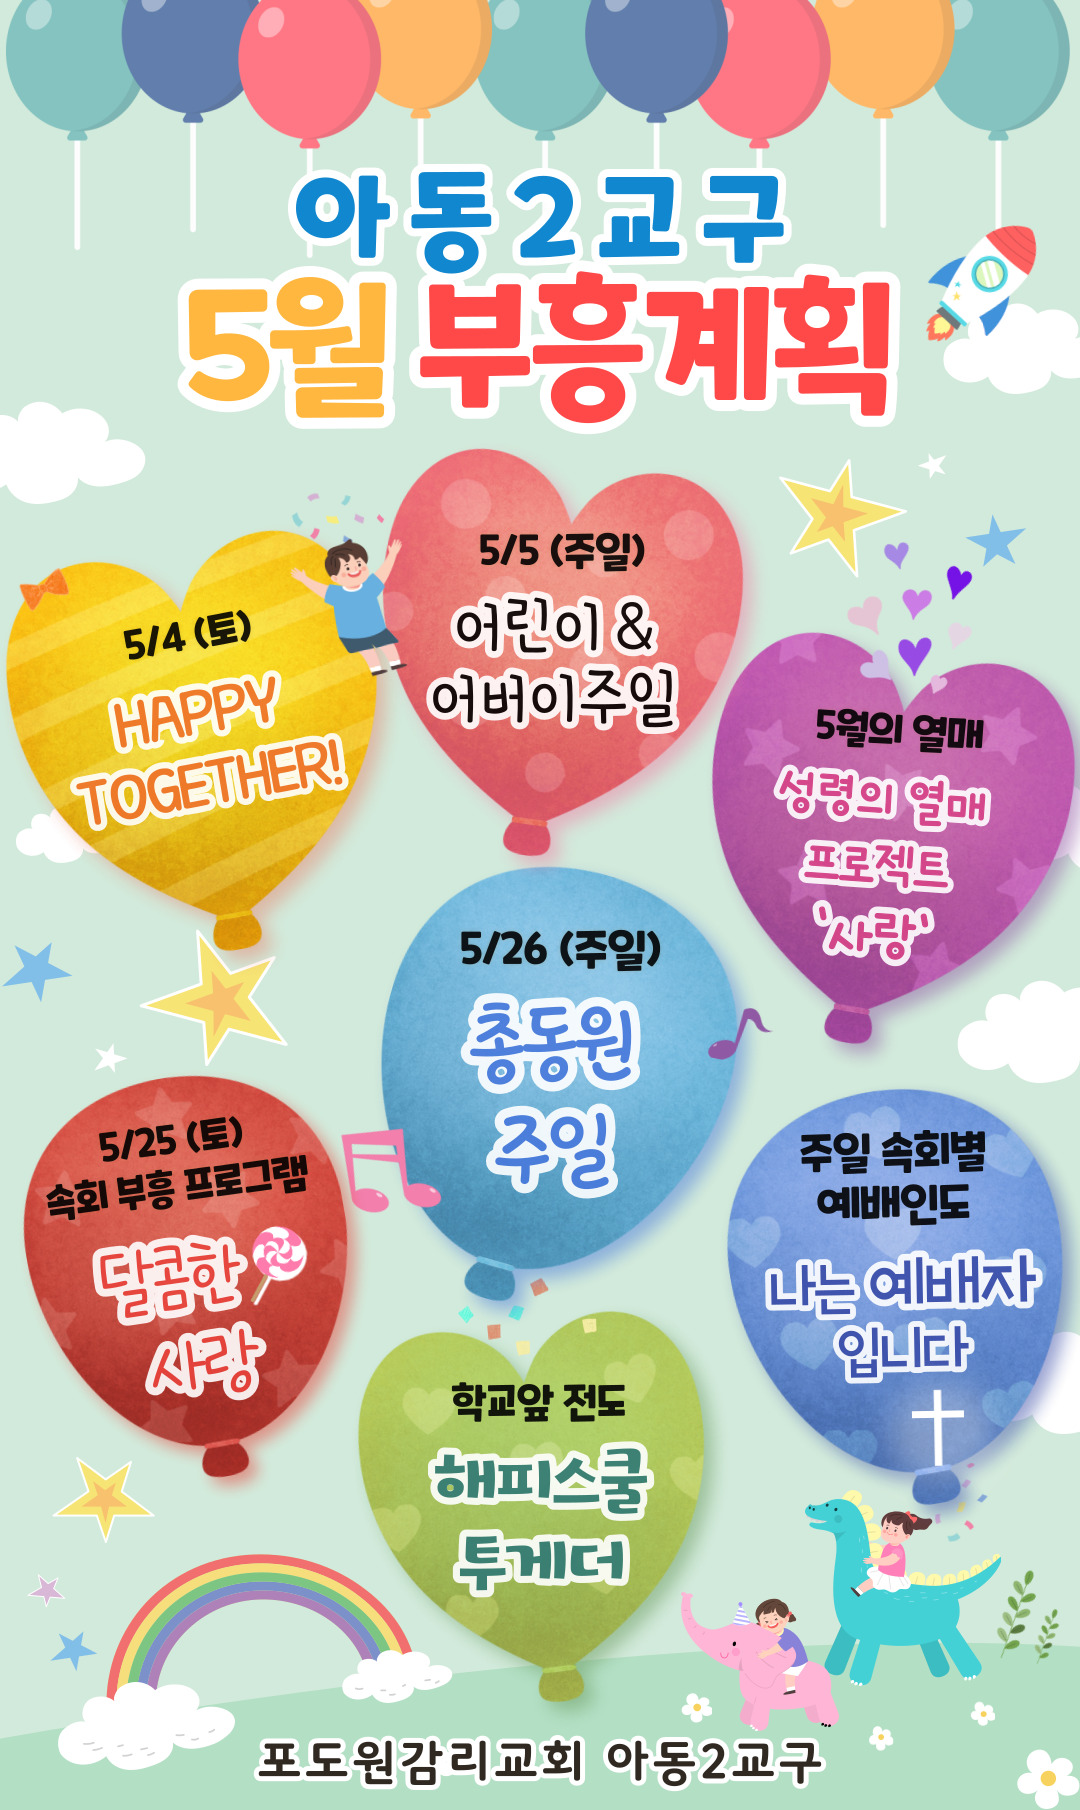 아동2교구
5월 부흥계획
5/4 (토)
HAPPY
TOGETHER!
5/5 (주일)
어린이 &
어버이주일
5월의 열매
성령의 열매
프로젝트
'사랑'
5/26 (주일)
총동원
주일
5/25 (토)
속회 부흥 프로그램
달콤한
사랑
주일 속회별
예배인도
나는 예배자
입니다
학교앞 전도
해피스쿨
투게더
포도원감리교회 아동2교구